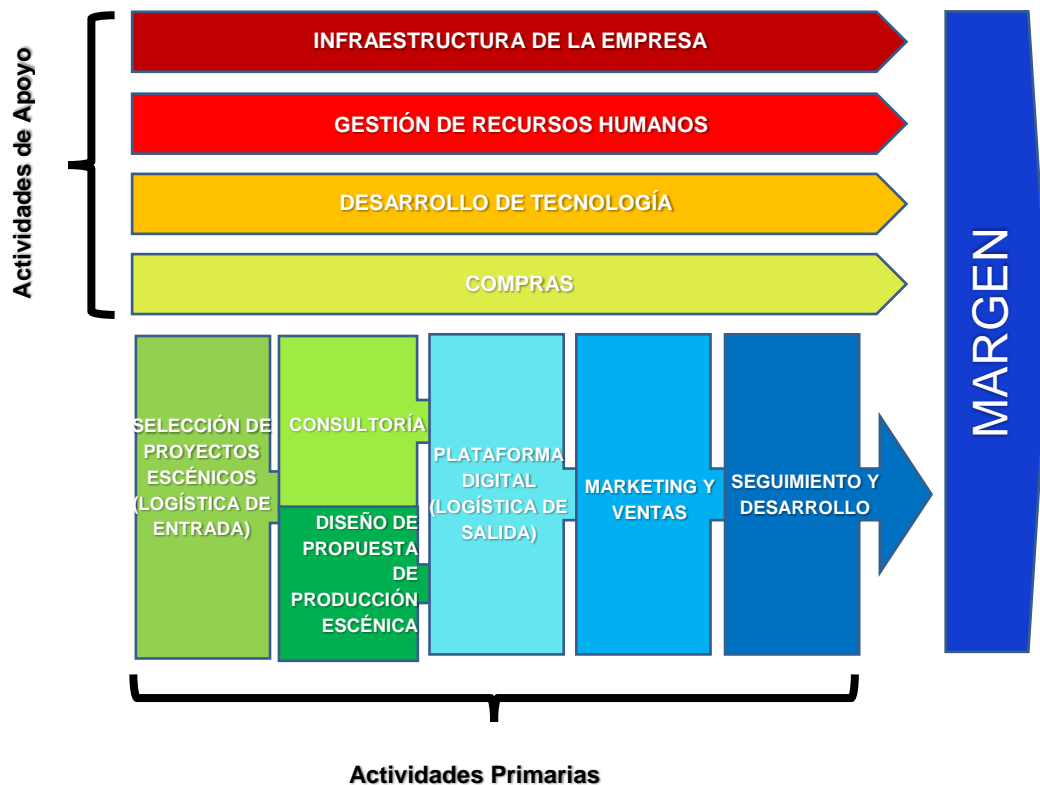 Actividades de Apoyo
INFRAESTRUCTURA DE LA EMPRESA
GESTIÓN DE RECURSOS HUMANOS
DESARROLLO DE TECNOLOGÍA
COMPRAS
SELECCIÓN DE
PROYECTOS
ESCÉNICOS
(LOGÍSTICA DE
ENTRADA)
CONSULTORÍA
DISEÑO DE
PROPUESTA
DE
PRODUCCIÓN
ESCÉNICA
PLATAFORMA
DIGITAL
(LOGÍSTICA DE
SALIDA)
MARKETING Y
VENTAS
SEGUIMIENTO Y
DESARROLLO
MARGEN
Actividades Primarias